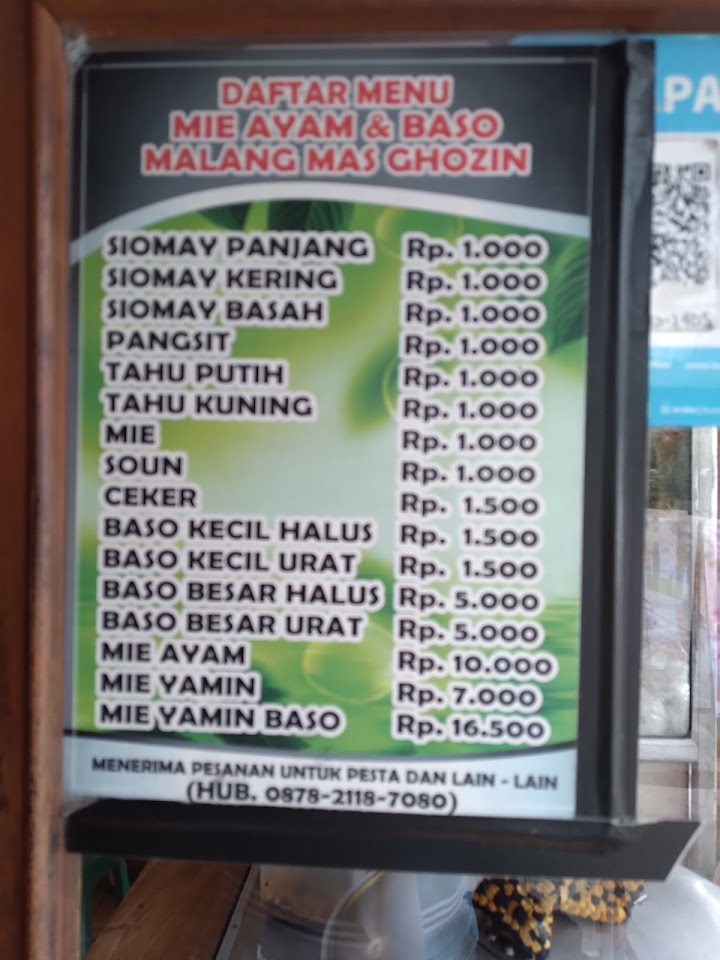 DAFTAR MENU
MIE AYAM & BASO
MALANG MAS GHOZIN
SIOMAY PANJANG Rp. 1.000
SIOMAY KERING Rp. 1.000
SIOMAY BASAH Rp. 1.000
PANGSIT Rp. 1.000
TAHU PUTIH Rp. 1.000
TAHU KUNING Rp. 1.000
MIE Rp. 1.000
SOUN Rp. 1.000
CEKER Rp. 1.500
BASO KECIL HALUS Rp. 1.500
BASO KECIL URAT Rp. 1.500
BASO BESAR HALUS Rp. 5.000
BASO BESAR URAT Rp. 5.000
MIE AYAM Rp. 10.000
MIE YAMIN Rp. 7.000
MIE YAMIN BASO Rp. 16.500
MENERIMA PESANAN UNTUK PESTA DAN LAIN - LAIN
(HUB. 0878-2118-7080)
PA